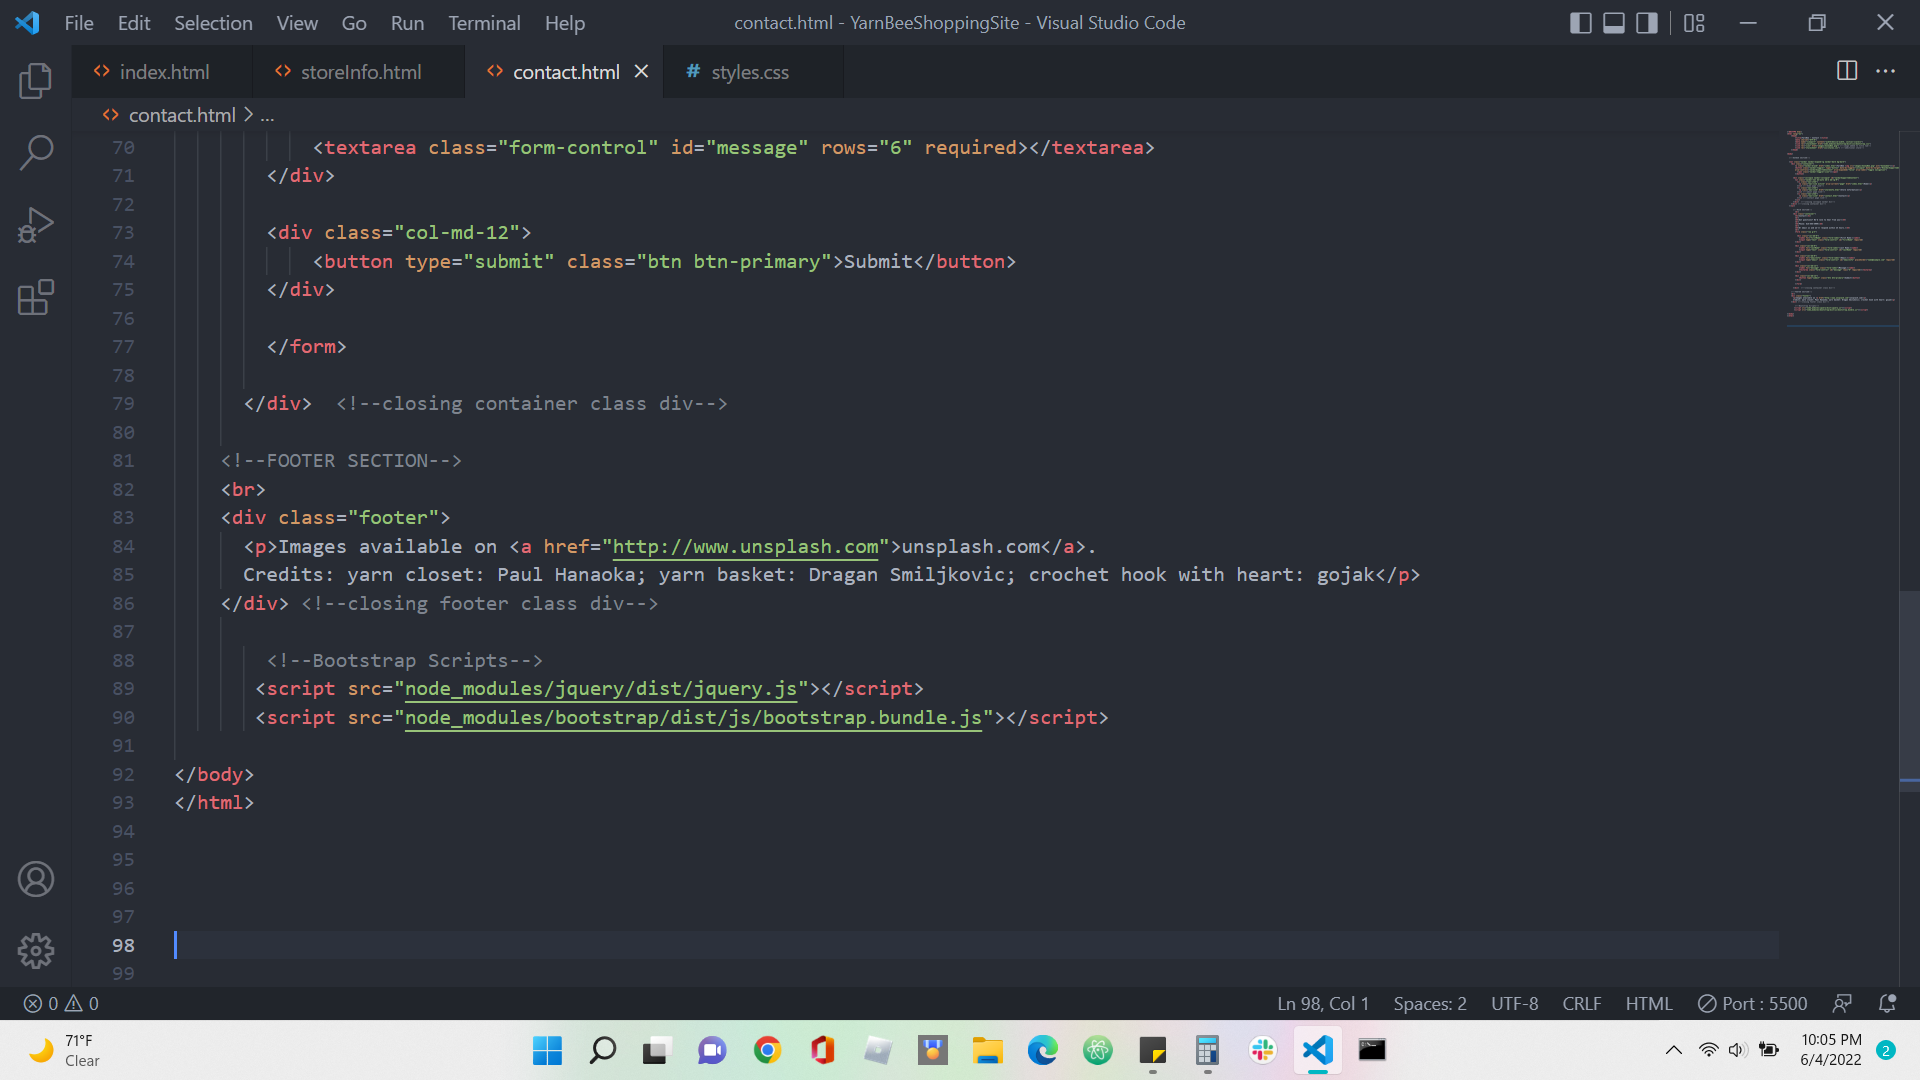 File Edit Selection View Go Run Terminal Help
contact.html - YarnBeeShoppingSite - Visual Studio Code
index.html
storeInfo.html
contact.html
# styles.css
contact.html > ...
70 <textarea class="form-control" id="message" rows="6" required></textarea>
71 </div>
72
73 <div class="col-md-12">
74 <button type="submit" class="btn btn-primary">Submit</button>
75 </div>
76
77 </form>
78
79 </div>  <!--closing container class div-->
80
81 <!--FOOTER SECTION-->
82 <br>
83 <div class="footer">
84 <p>Images available on <a href="http://www.unsplash.com">unsplash.com</a>.
85 Credits: yarn closet: Paul Hanaoka; yarn basket: Dragan Smiljkovic; crochet hook with heart: gojak</p>
86 </div> <!--closing footer class div-->
87
88 <!--Bootstrap Scripts-->
89 <script src="node_modules/jquery/dist/jquery.js"></script>
90 <script src="node_modules/bootstrap/dist/js/bootstrap.bundle.js"></script>
91
92 </body>
93 </html>
94
95
96
97
98
99
0 0
Ln 98, Col 1 Spaces: 2 UTF-8 CRLF HTML Port : 5500
71°F
Clear
10:05 PM
6/4/2022
2